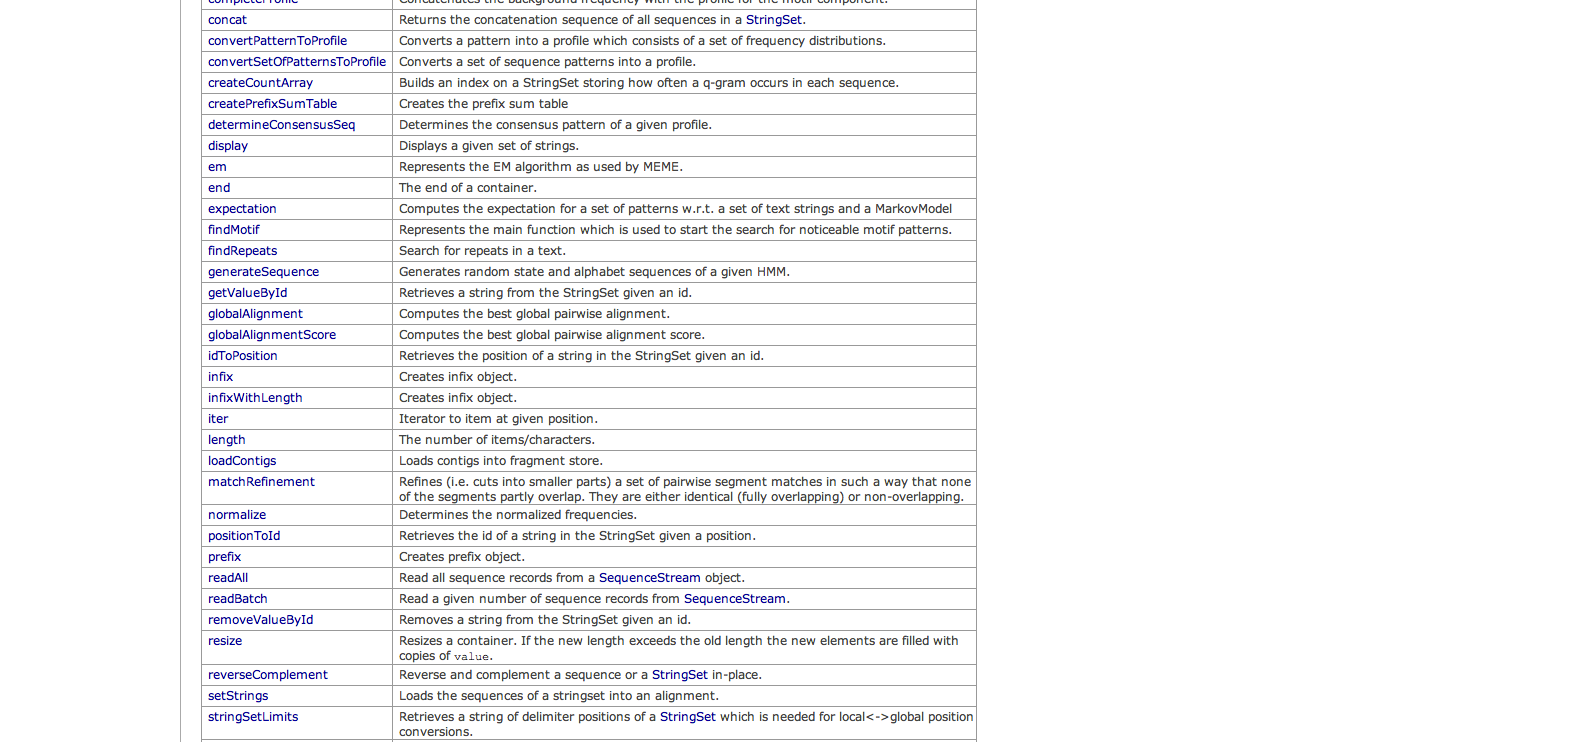 completeProfile Concatenates the background frequency with the profile for the motif component.
concat Returns the concatenation sequence of all sequences in a StringSet.
convertPatternToProfile Converts a pattern into a profile which consists of a set of frequency distributions.
convertSetOfPatternsToProfile Converts a set of sequence patterns into a profile.
createCountArray Builds an index on a StringSet storing how often a q-gram occurs in each sequence.
createPrefixSumTable Creates the prefix sum table
determineConsensusSeq Determines the consensus pattern of a given profile.
display Displays a given set of strings.
em Represents the EM algorithm as used by MEME.
end The end of a container.
expectation Computes the expectation for a set of patterns w.r.t. a set of text strings and a MarkovModel
findMotif Represents the main function which is used to start the search for noticeable motif patterns.
findRepeats Search for repeats in a text.
generateSequence Generates random state and alphabet sequences of a given HMM.
getValueById Retrieves a string from the StringSet given an id.
globalAlignment Computes the best global pairwise alignment.
globalAlignmentScore Computes the best global pairwise alignment score.
idToPosition Retrieves the position of a string in the StringSet given an id.
infix Creates infix object.
infixWithLength Creates infix object.
iter Iterator to item at given position.
length The number of items/characters.
loadContigs Loads contigs into fragment store.
matchRefinement Refines (i.e. cuts into smaller parts) a set of pairwise segment matches in such a way that none
of the segments partly overlap. They are either identical (fully overlapping) or non-overlapping.
normalize Determines the normalized frequencies.
positionToId Retrieves the id of a string in the StringSet given a position.
prefix Creates prefix object.
readAll Read all sequence records from a SequenceStream object.
readBatch Read a given number of sequence records from SequenceStream.
removeValueById Removes a string from the StringSet given an id.
resize Resizes a container. If the new length exceeds the old length the new elements are filled with
copies of value.
reverseComplement Reverse and complement a sequence or a StringSet in-place.
setStrings Loads the sequences of a stringset into an alignment.
stringSetLimits Retrieves a string of delimiter positions of a StringSet which is needed for local<->global position
conversions.